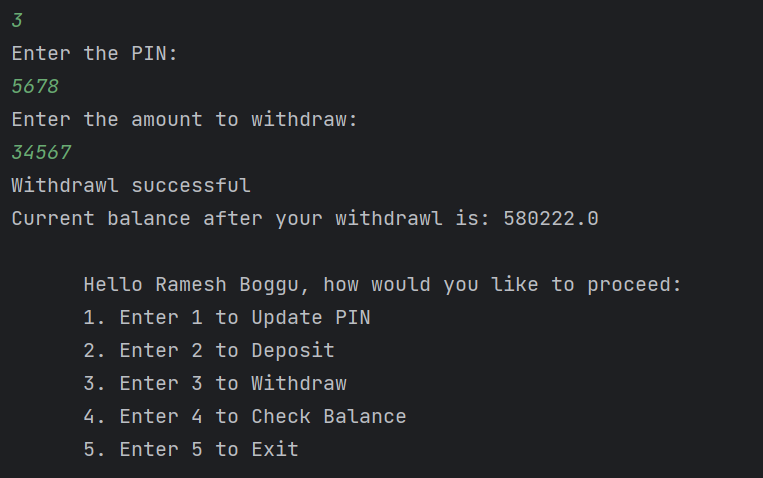 3
Enter the PIN:
5678
Enter the amount to withdraw:
34567
Withdrawl successful
Current balance after your withdrawl is: 580222.0
Hello Ramesh Boggu, how would you like to proceed:
1. Enter 1 to Update PIN
2. Enter 2 to Deposit
3. Enter 3 to Withdraw
4. Enter 4 to Check Balance
5. Enter 5 to Exit